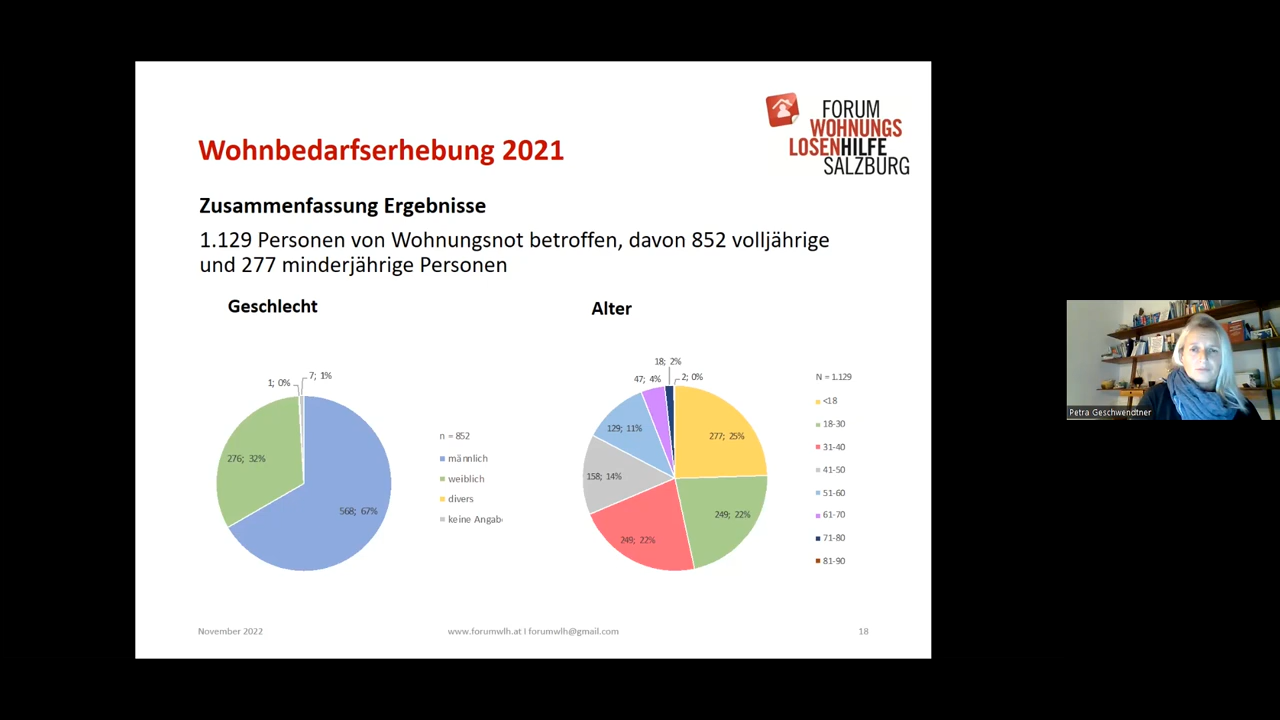 FORUM
WOHNUNGS
LOSENHILFE
SALZBURG
Wohnbedarfserhebung 2021
Zusammenfassung Ergebnisse
1.129 Personen von Wohnungsnot betroffen, davon 852 volljährige
und 277 minderjährige Personen
Geschlecht
1; 0%
7; 1%
276; 32%
568; 67%
n = 852
männlich
weiblich
divers
keine Angab
Alter
18; 2%
47; 4%
2; 0%
129; 11%
277; 25%
158; 14%
249; 22%
249; 22%
N = 1.129
<18
18-30
31-40
41-50
51-60
61-70
71-80
81-90
Petra Geschwendtner
November 2022
www.forumwlh.at I forumwlh@gmail.com
18